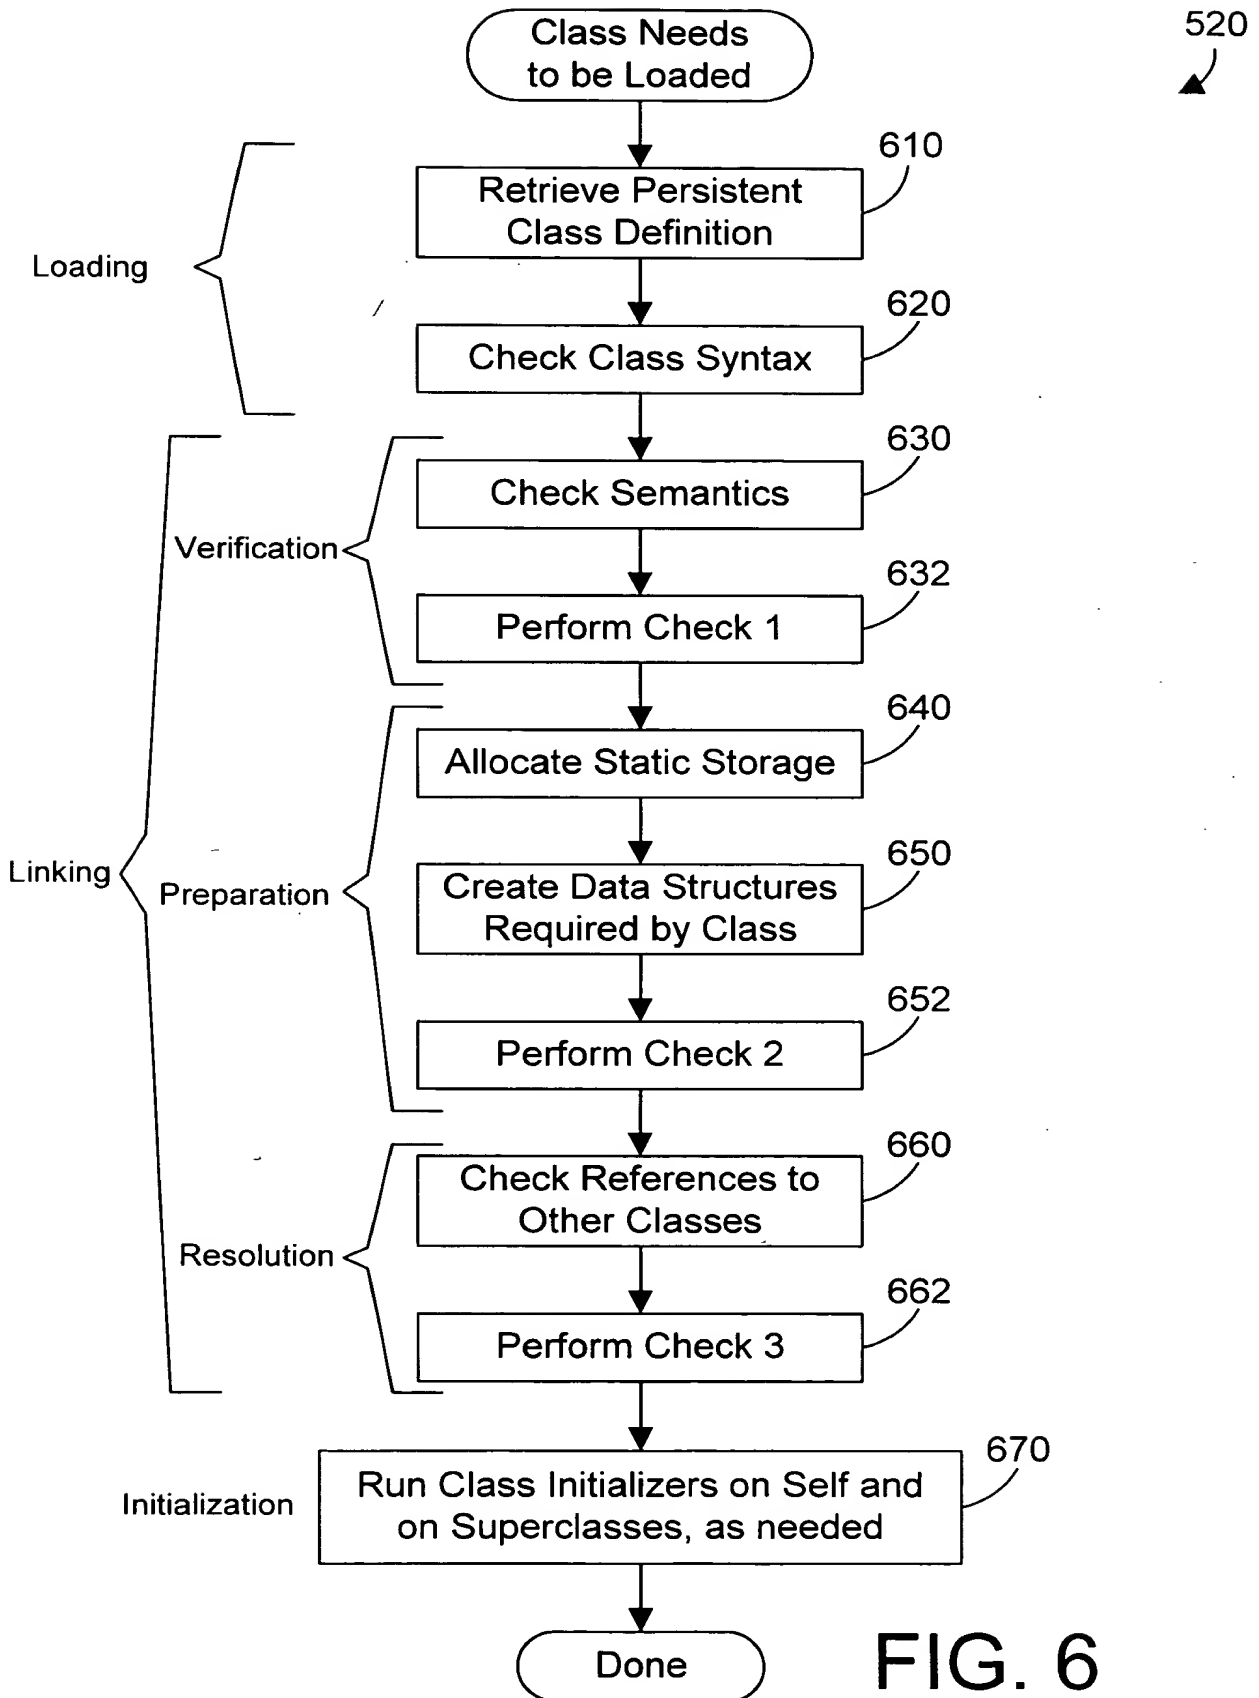 Class Needs
to be Loaded
520
610
Retrieve Persistent
Class Definition
Loading
620
Check Class Syntax
630
Check Semantics
Verification
632
Perform Check 1
640
Allocate Static Storage
650
Linking
Preparation
Create Data Structures
Required by Class
652
Perform Check 2
660
Check References to
Other Classes
Resolution
662
Perform Check 3
670
Initialization
Run Class Initializers on Self and
on Superclasses, as needed
Done
FIG. 6